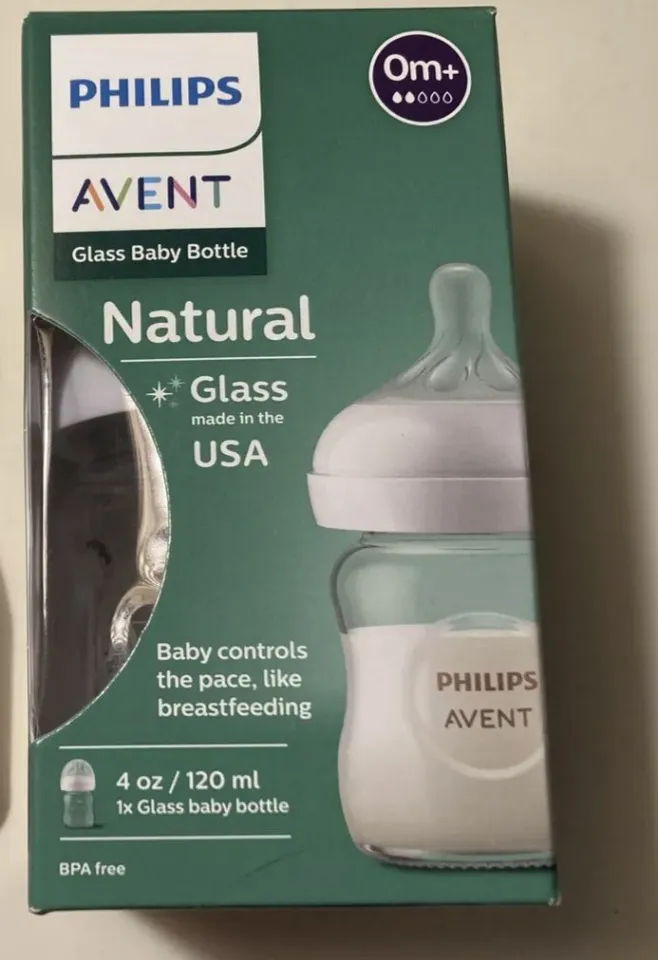 PHILIPS
AVENT
Glass Baby Bottle
0m+
Natural
Glass
made in the
USA
Baby controls
the pace, like
breastfeeding
PHILIPS
AVENT
4 oz / 120 ml
1x Glass baby bottle
BPA free